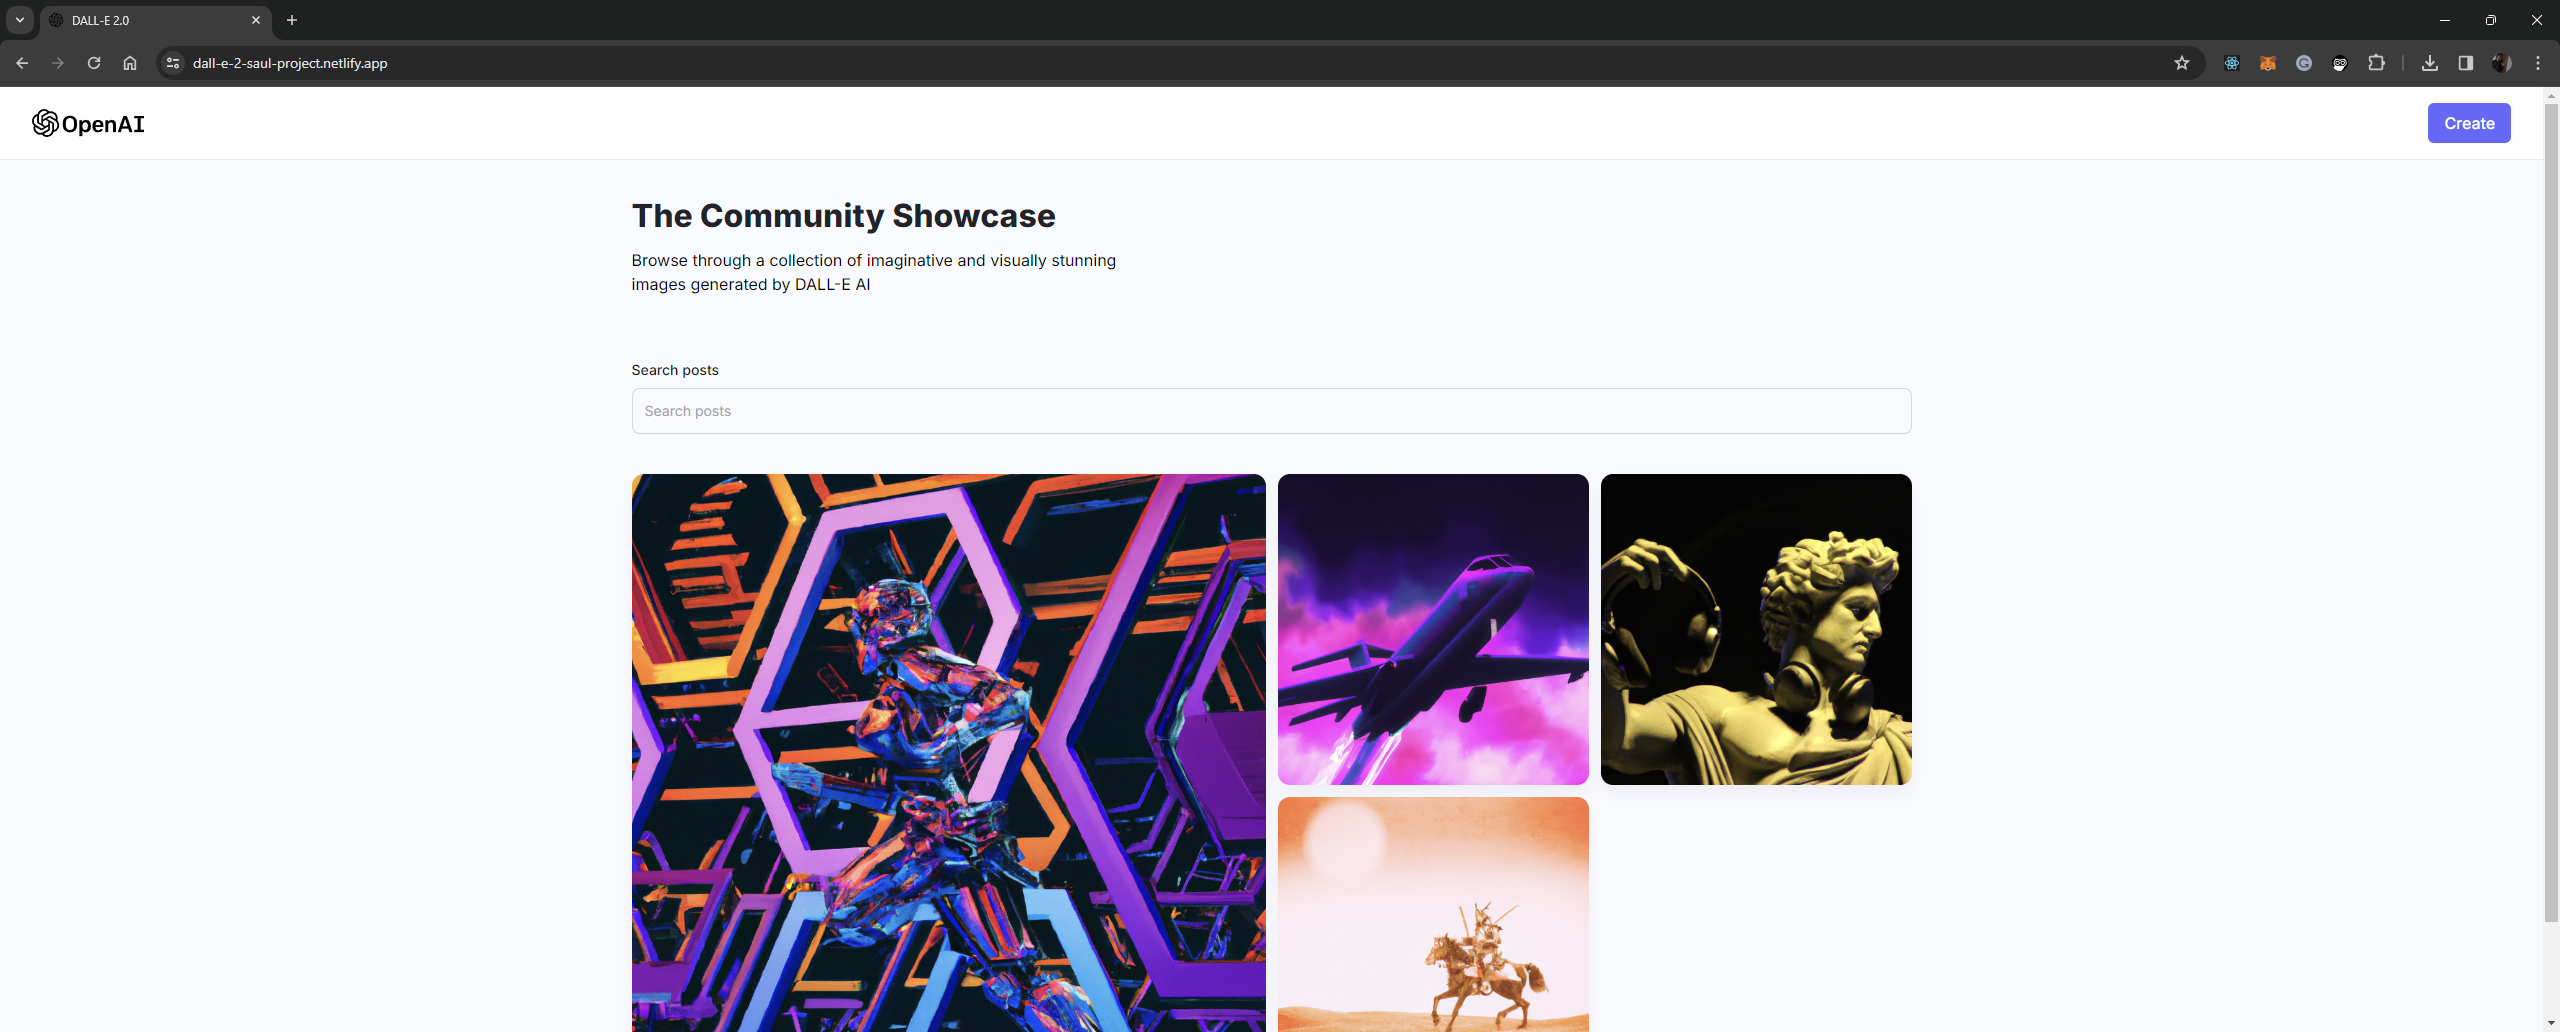 DALL-E 2.0
dall-e-2-saul-project.netlify.app
OpenAI
Create
The Community Showcase
Browse through a collection of imaginative and visually stunning
images generated by DALL-E AI
Search posts
Search posts